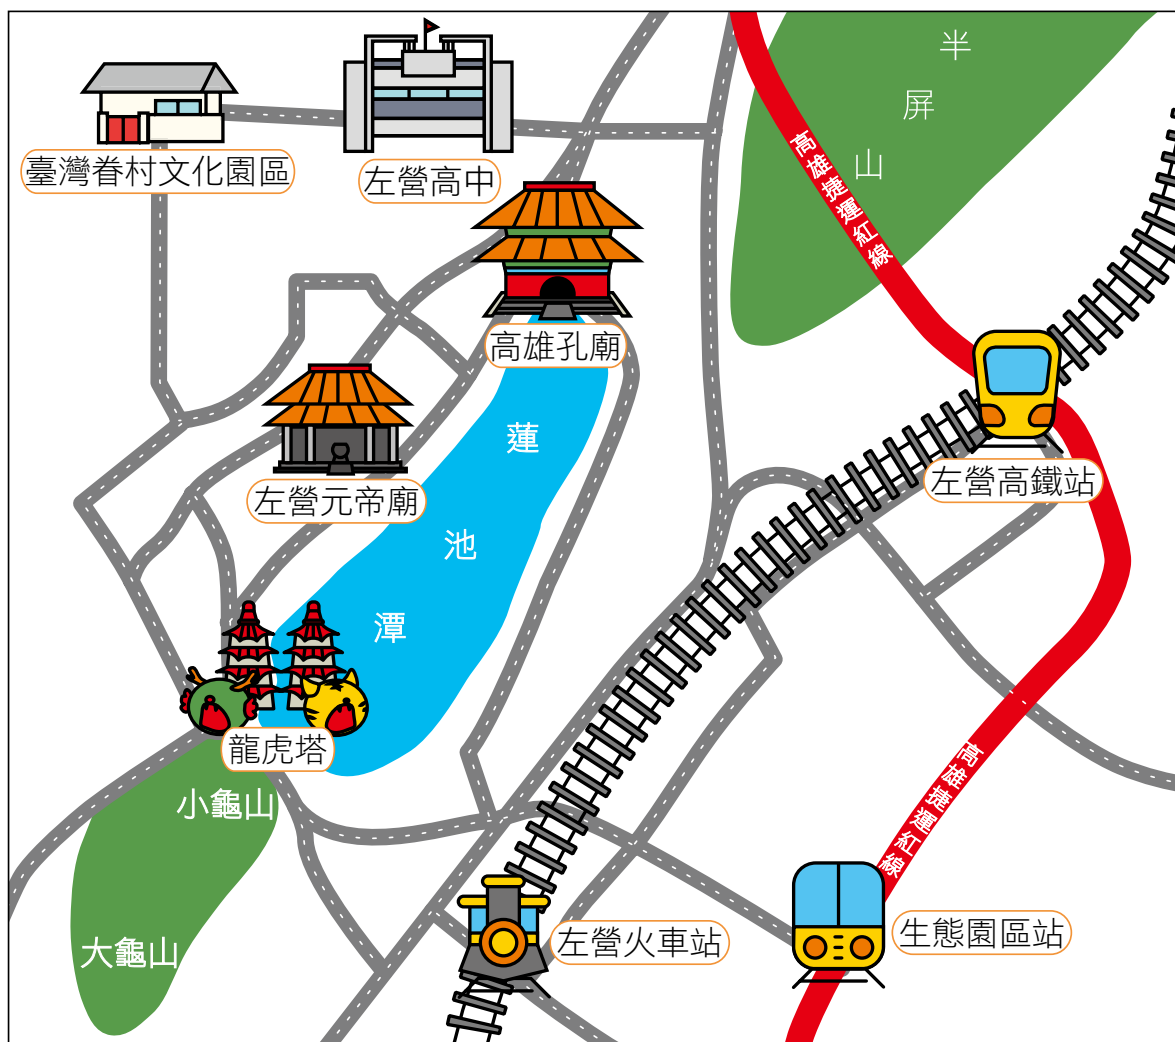 半屏山
高雄捷運紅線
臺灣眷村文化園區
左營高中
高雄孔廟
左營元帝廟
左營高鐵站
蓮池潭
龍虎塔
小龜山
大龜山
高雄捷運紅線
左營火車站
生態園區站